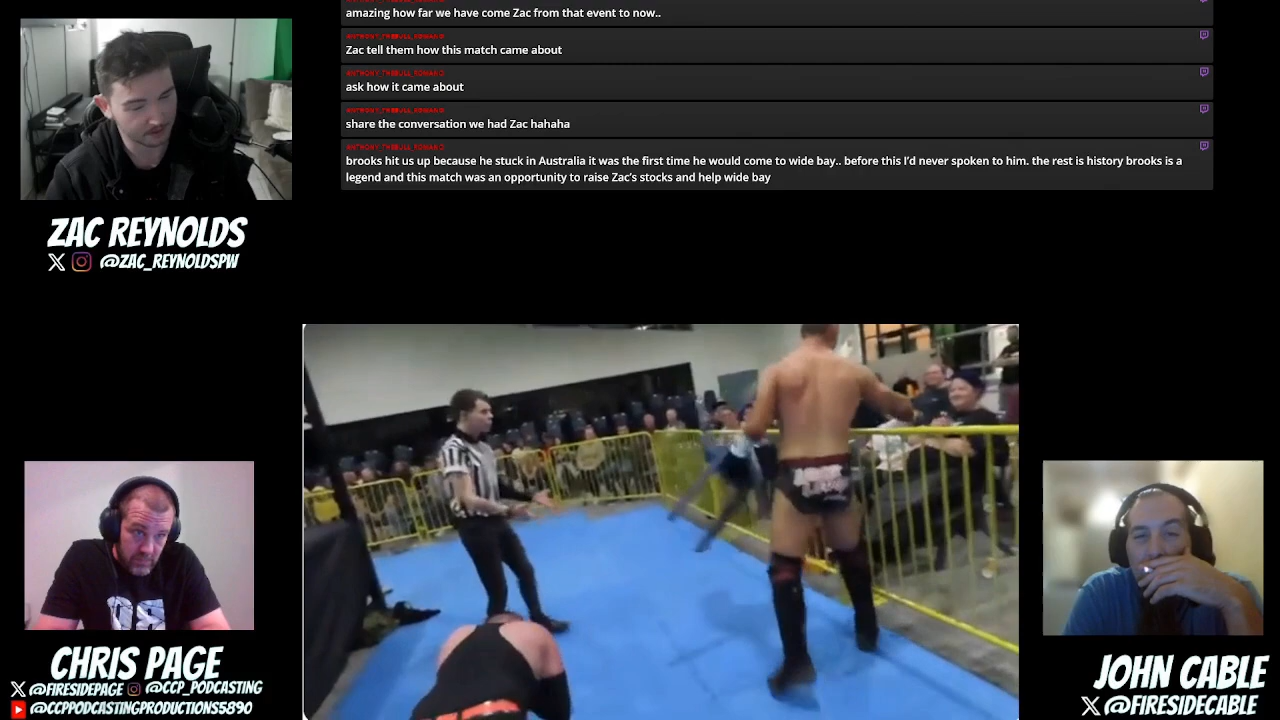 amazing how far we have come Zac from that event to now..
ANTHONY_THEBULL_ROMANO
Zac tell them how this match came about
ANTHONY_THEBULL_ROMANO
ask how it came about
ANTHONY_THEBULL_ROMANO
share the conversation we had Zac hahaha
ANTHONY_THEBULL_ROMANO
brooks hit us up because he stuck in Australia it was the first time he would come to wide bay.. before this I'd never spoken to him. the rest is history brooks is a
legend and this match was an opportunity to raise Zac's stocks and help wide bay
ZAC REYNOLDS
@ZAC_REYNOLDSPW
CHRIS PAGE
@FIRESIDEPAGE @CCP_PODCASTING
@CCPPODCASTINGPRODUCTIONS5890
JOHN CABLE
@FIRESIDECABLE